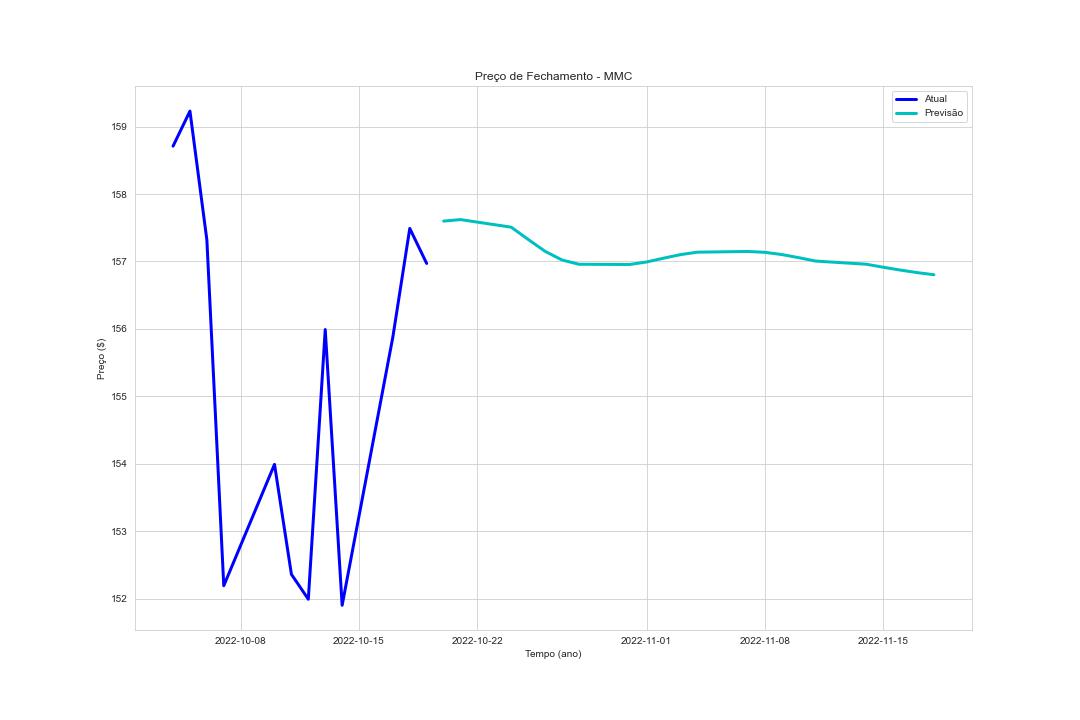 Preço de Fechamento - MMC
Atual
Previsão
159
158
157
156
155
154
153
152
Preço ($)
2022-10-08
2022-10-15
2022-10-22
2022-11-01
2022-11-08
2022-11-15
Tempo (ano)